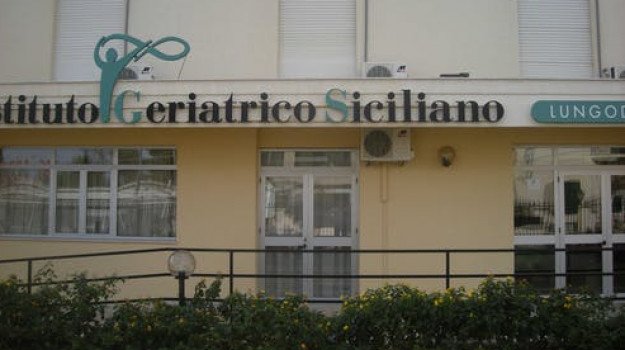 stituto Geriatrico Siciliano
LUNGOD